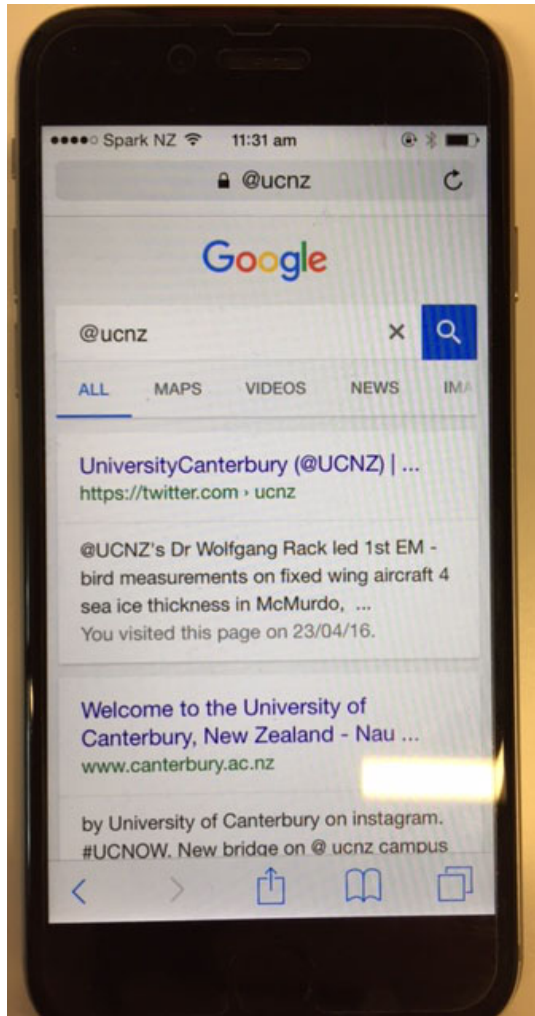 Spark NZ 11:31 am
@ucnz
Google
@ucnz
ALL MAPS VIDEOS NEWS IMA
UniversityCanterbury (@UCNZ) | ...
https://twitter.com › ucnz
@UCNZ's Dr Wolfgang Rack led 1st EM -
bird measurements on fixed wing aircraft 4
sea ice thickness in McMurdo, ...
You visited this page on 23/04/16.
Welcome to the University of
Canterbury, New Zealand - Nau ...
www.canterbury.ac.nz
by University of Canterbury on instagram.
#UCNOW. New bridge on @ ucnz campus